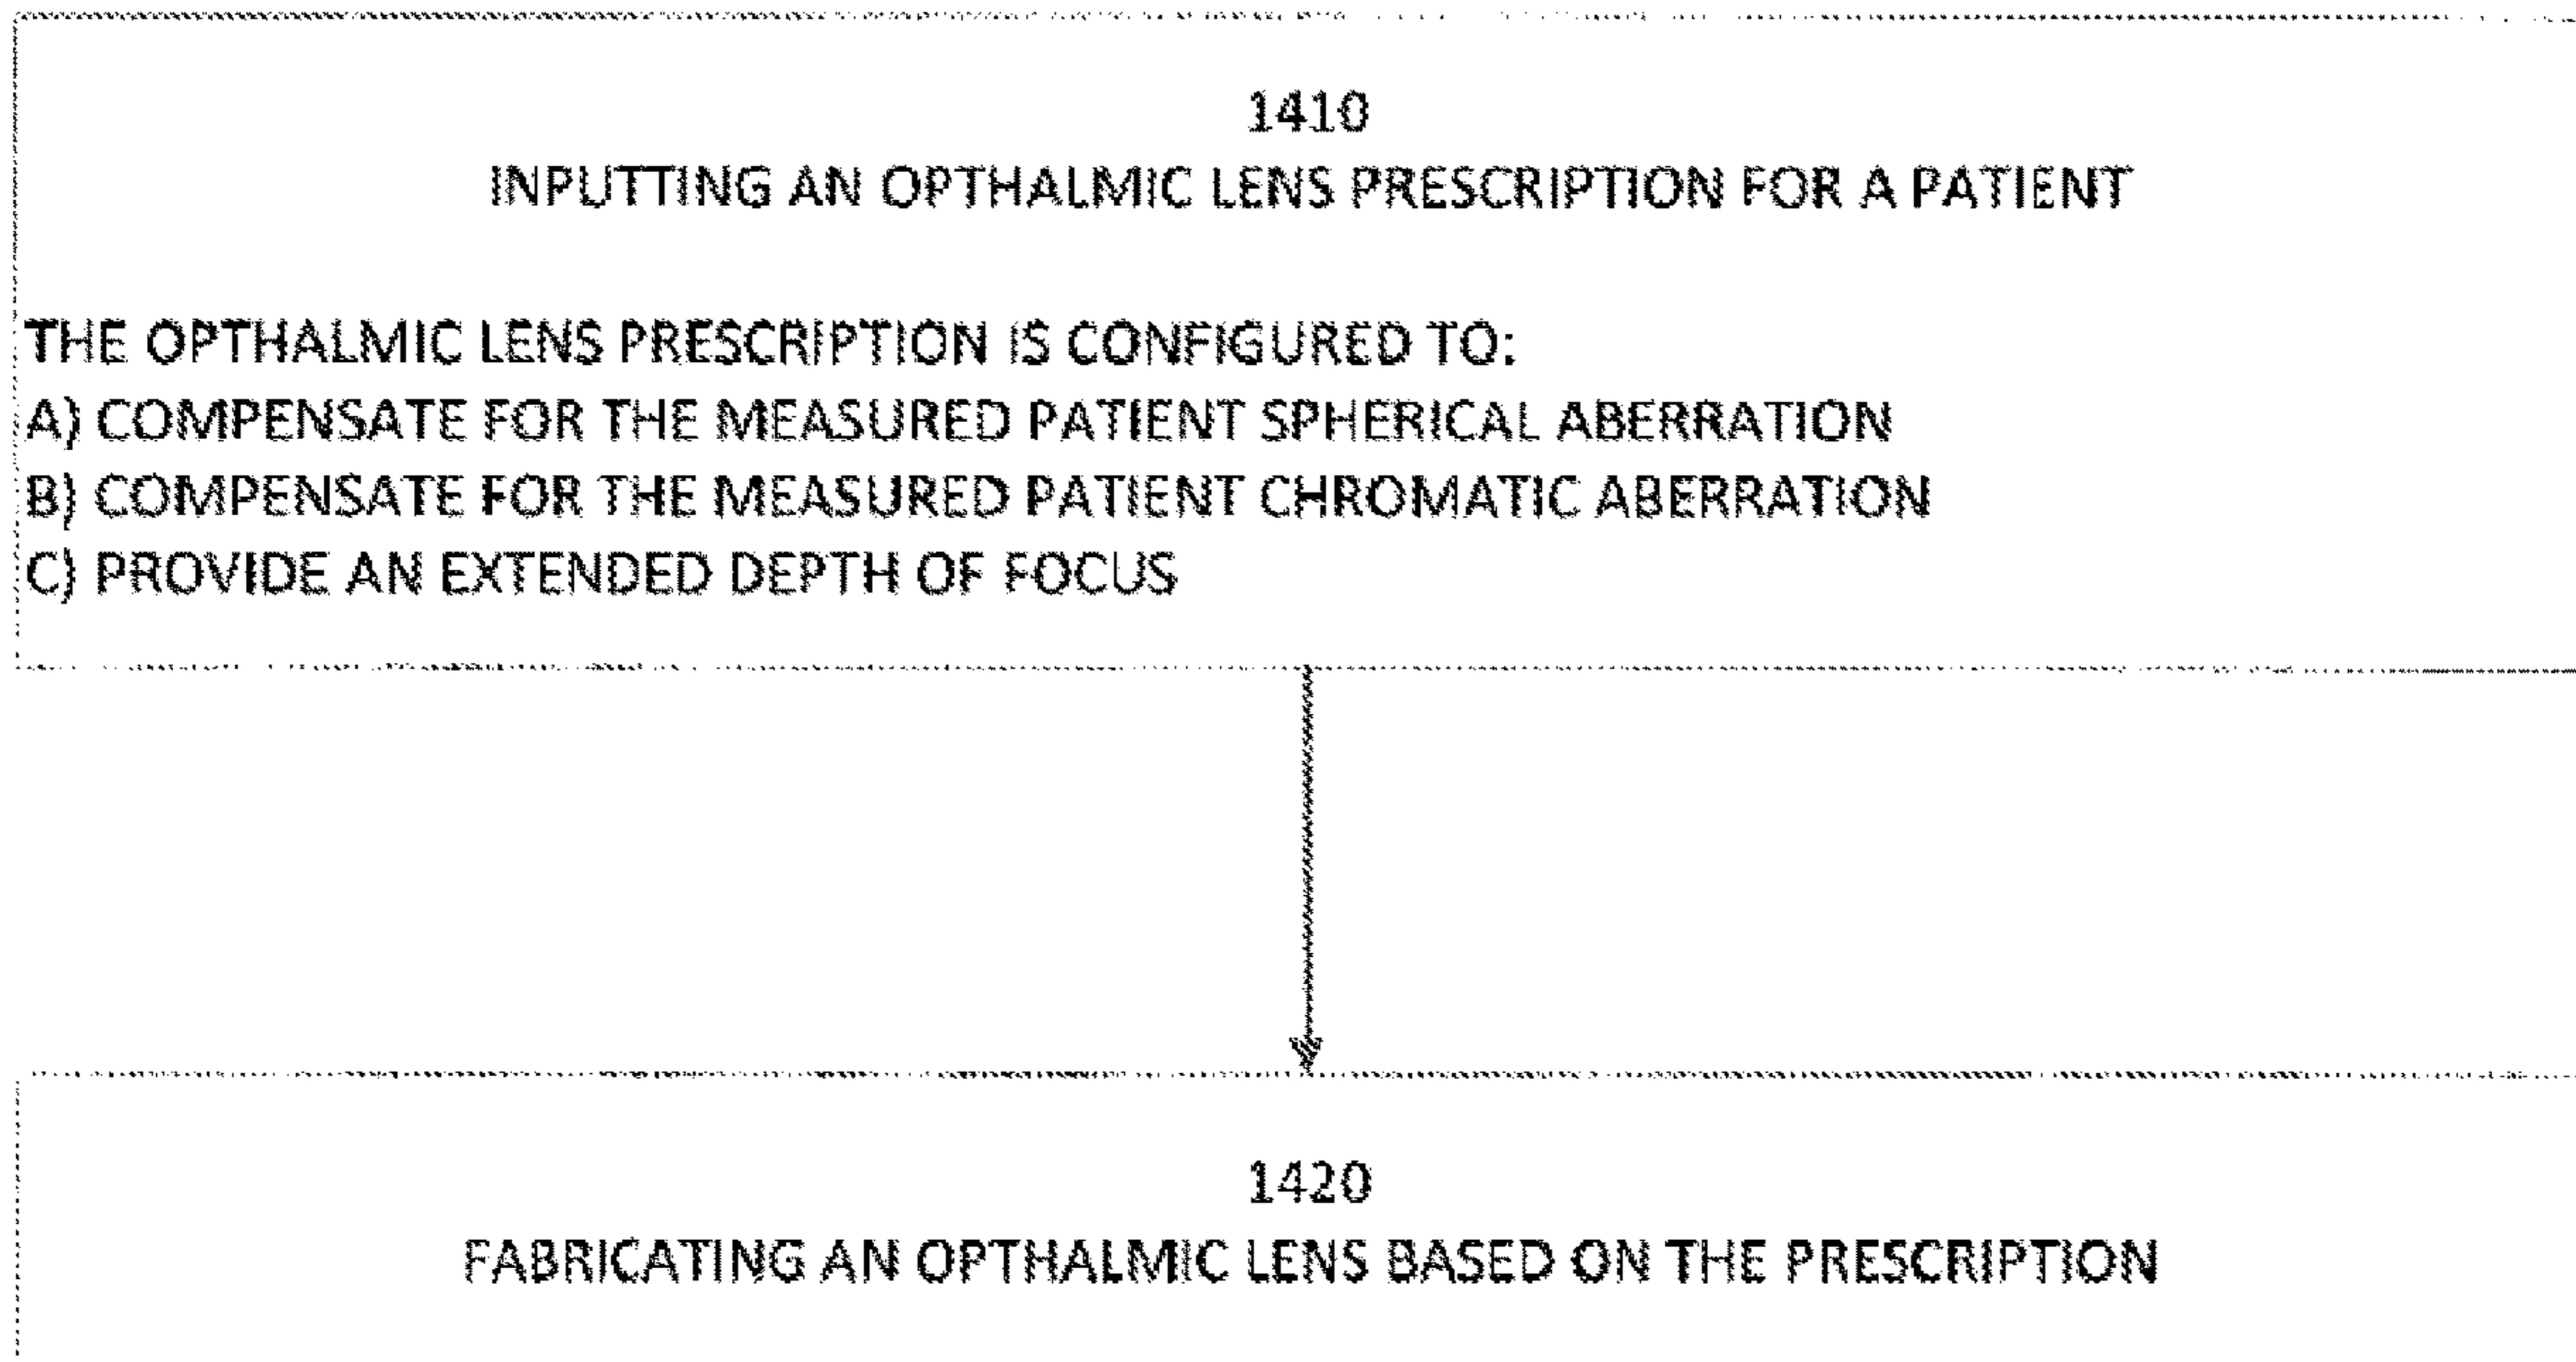 1410
INPUTTING AN OPTHALMIC LENS PRESCRIPTION FOR A PATIENT
THE OPTHALMIC LENS PRESCRIPTION IS CONFIGURED TO:
A) COMPENSATE FOR THE MEASURED PATIENT SPHERICAL ABERRATION
B) COMPENSATE FOR THE MEASURED PATIENT CHROMATIC ABERRATION
C) PROVIDE AN EXTENDED DEPTH OF FOCUS
1420
FABRICATING AN OPTHALMIC LENS BASED ON THE PRESCRIPTION